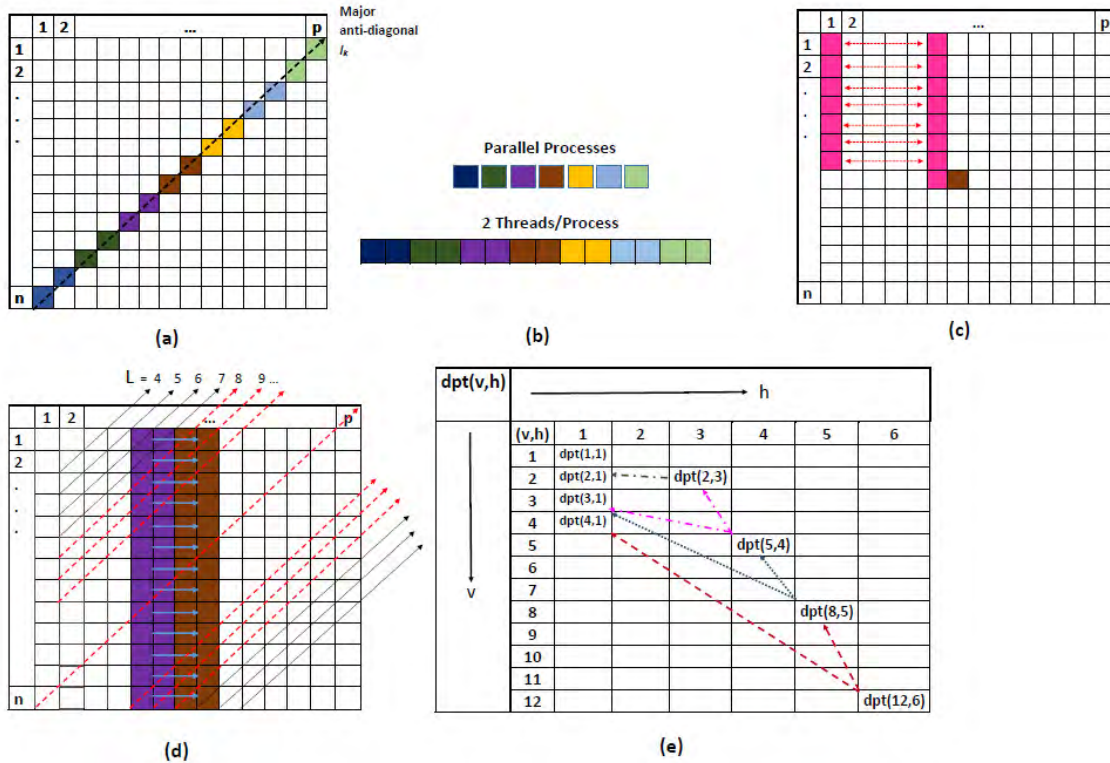 1 2 ... p
Major
anti-diagonal
l_k
1
2
.
.
.
n
(a)
Parallel Processes
2 Threads/Process
(b)
1 2 ... p
1
2
.
.
.
n
(c)
L = 4 5 6 7 8 9 ...
1 2 ... p
1
2
.
.
.
n
(d)
dpt(v,h)
h
v
(v,h) 1 2 3 4 5 6
1 dpt(1,1)
2 dpt(2,1) dpt(2,3)
3 dpt(3,1)
4 dpt(4,1)
5 dpt(5,4)
6
7
8 dpt(8,5)
9
10
11
12 dpt(12,6)
(e)